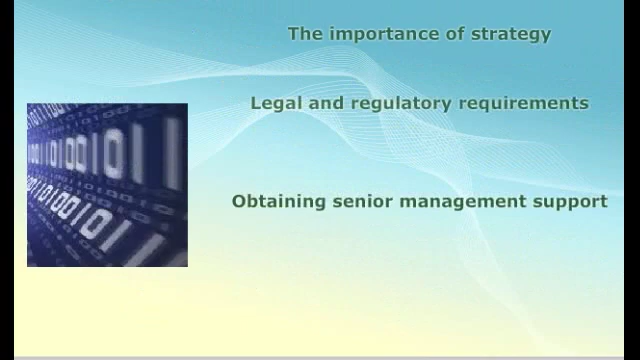 The importance of strategy
Legal and regulatory requirements
Obtaining senior management support